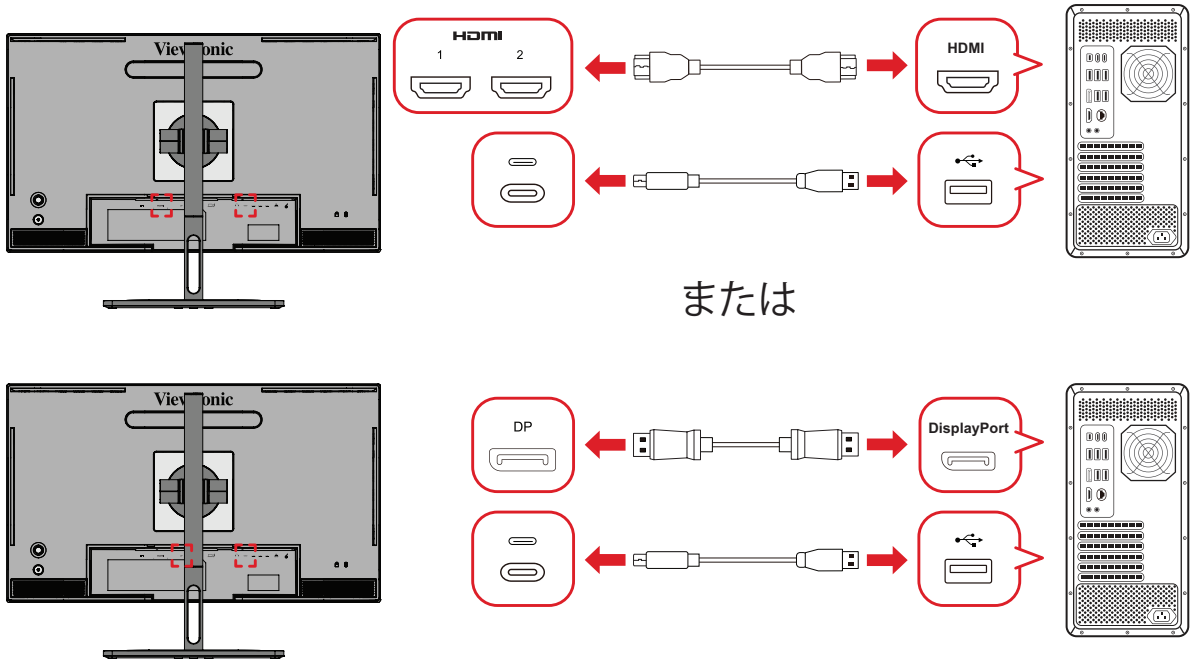 ViewSonic
HDMI
1 2
HDMI
または
ViewSonic
DP
DisplayPort